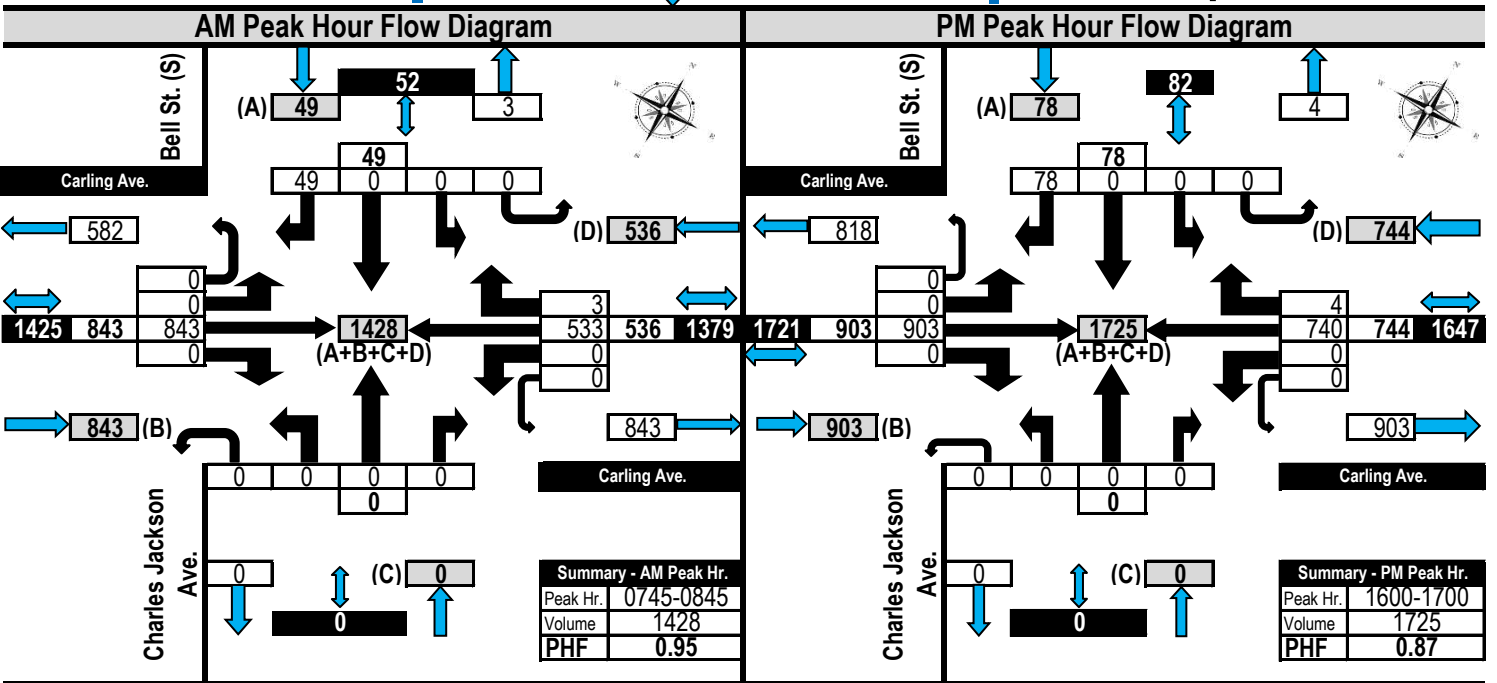 AM Peak Hour Flow Diagram
Bell St. (S)
52
(A) 49 3
49
Carling Ave. 49 0 0 0
582 (D) 536
0
0 3
1425 843 843 1428 533 536 1379
0 (A+B+C+D) 0
0
843 (B) 843
0 0 0 0 Carling Ave.
0
Charles Jackson
Ave.
0 (C) 0
0
Summary - AM Peak Hr.
Peak Hr. 0745-0845
Volume 1428
PHF 0.95
PM Peak Hour Flow Diagram
Bell St. (S)
82
(A) 78 4
78
Carling Ave. 78 0 0 0
818 (D) 744
0
0 4
1721 903 903 1725 740 744 1647
0 (A+B+C+D) 0
0
903 (B) 903
0 0 0 0 Carling Ave.
0
Charles Jackson
Ave.
0 (C) 0
0
Summary - PM Peak Hr.
Peak Hr. 1600-1700
Volume 1725
PHF 0.87